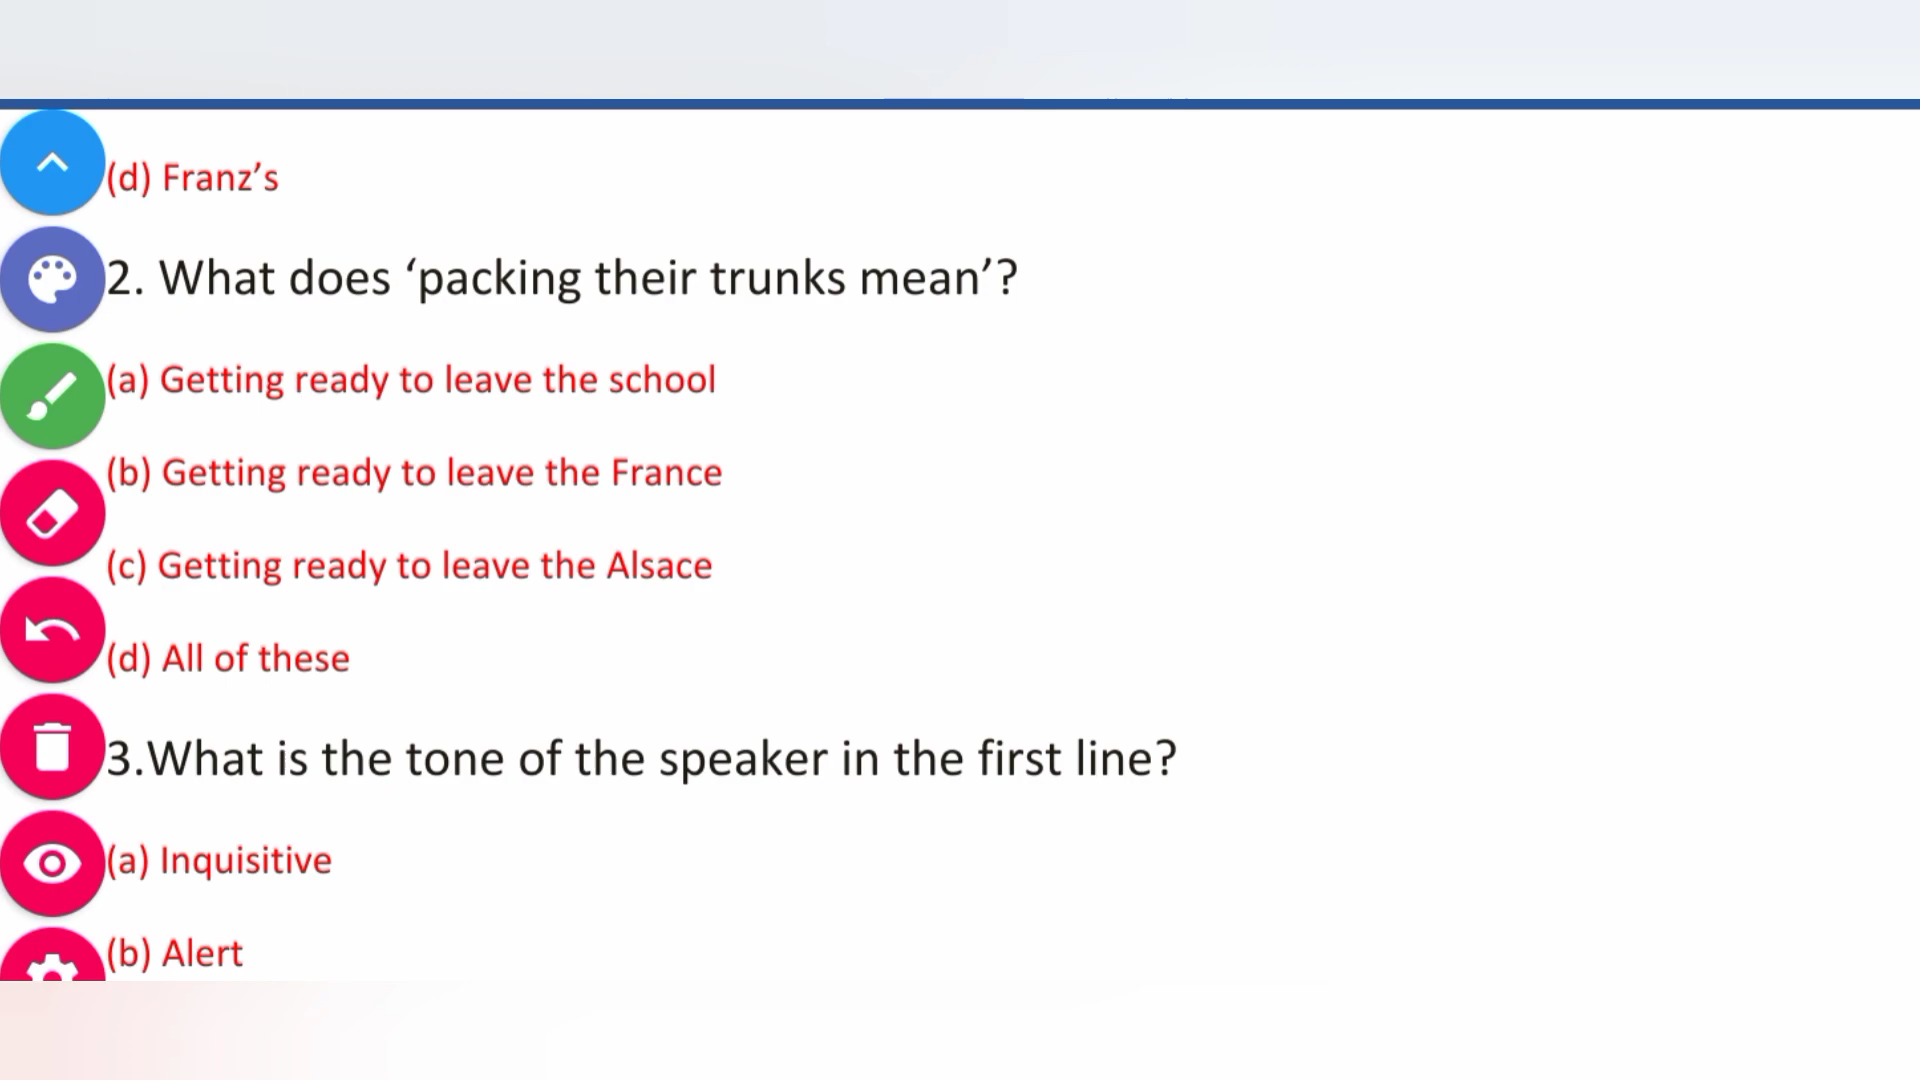 (d) Franz’s
2. What does ‘packing their trunks mean’?
(a) Getting ready to leave the school
(b) Getting ready to leave the France
(c) Getting ready to leave the Alsace
(d) All of these
3.What is the tone of the speaker in the first line?
(a) Inquisitive
(b) Alert